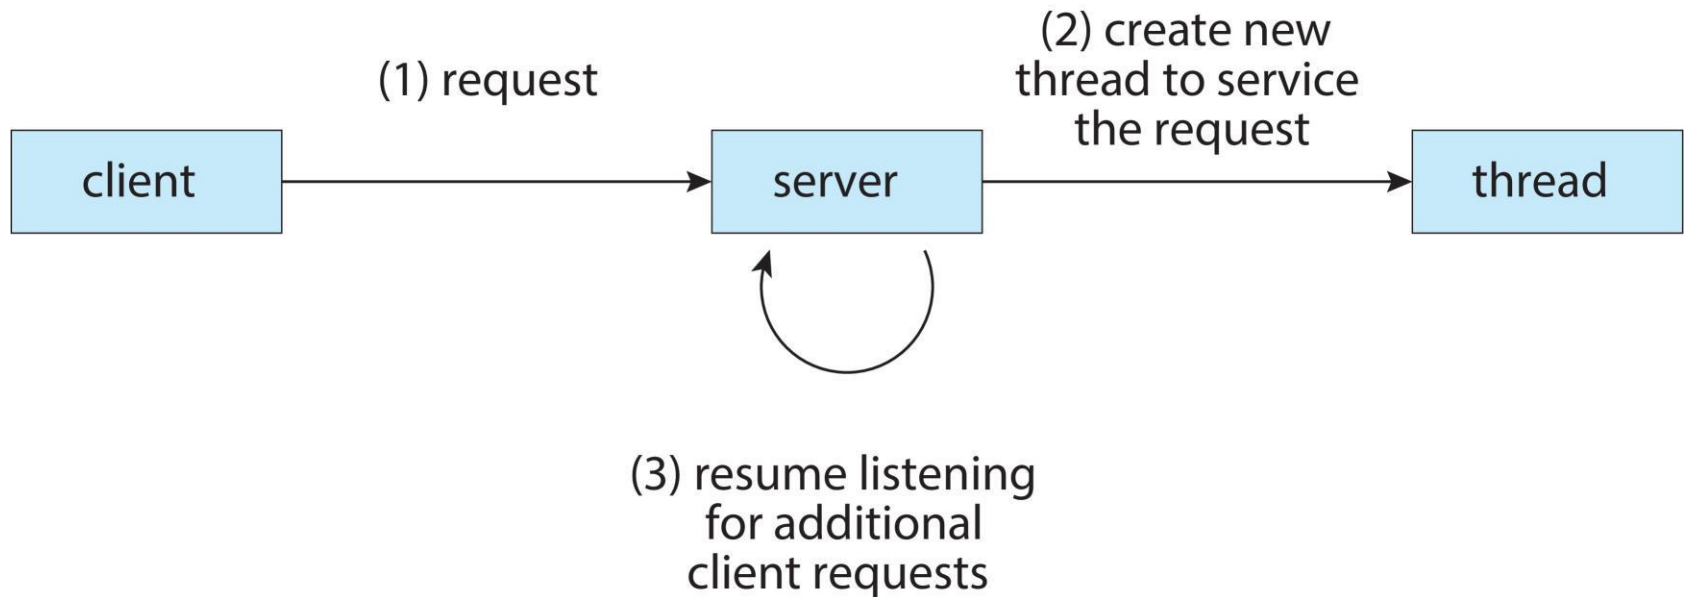 (1) request
(2) create new
thread to service
the request
client
server
thread
(3) resume listening
for additional
client requests